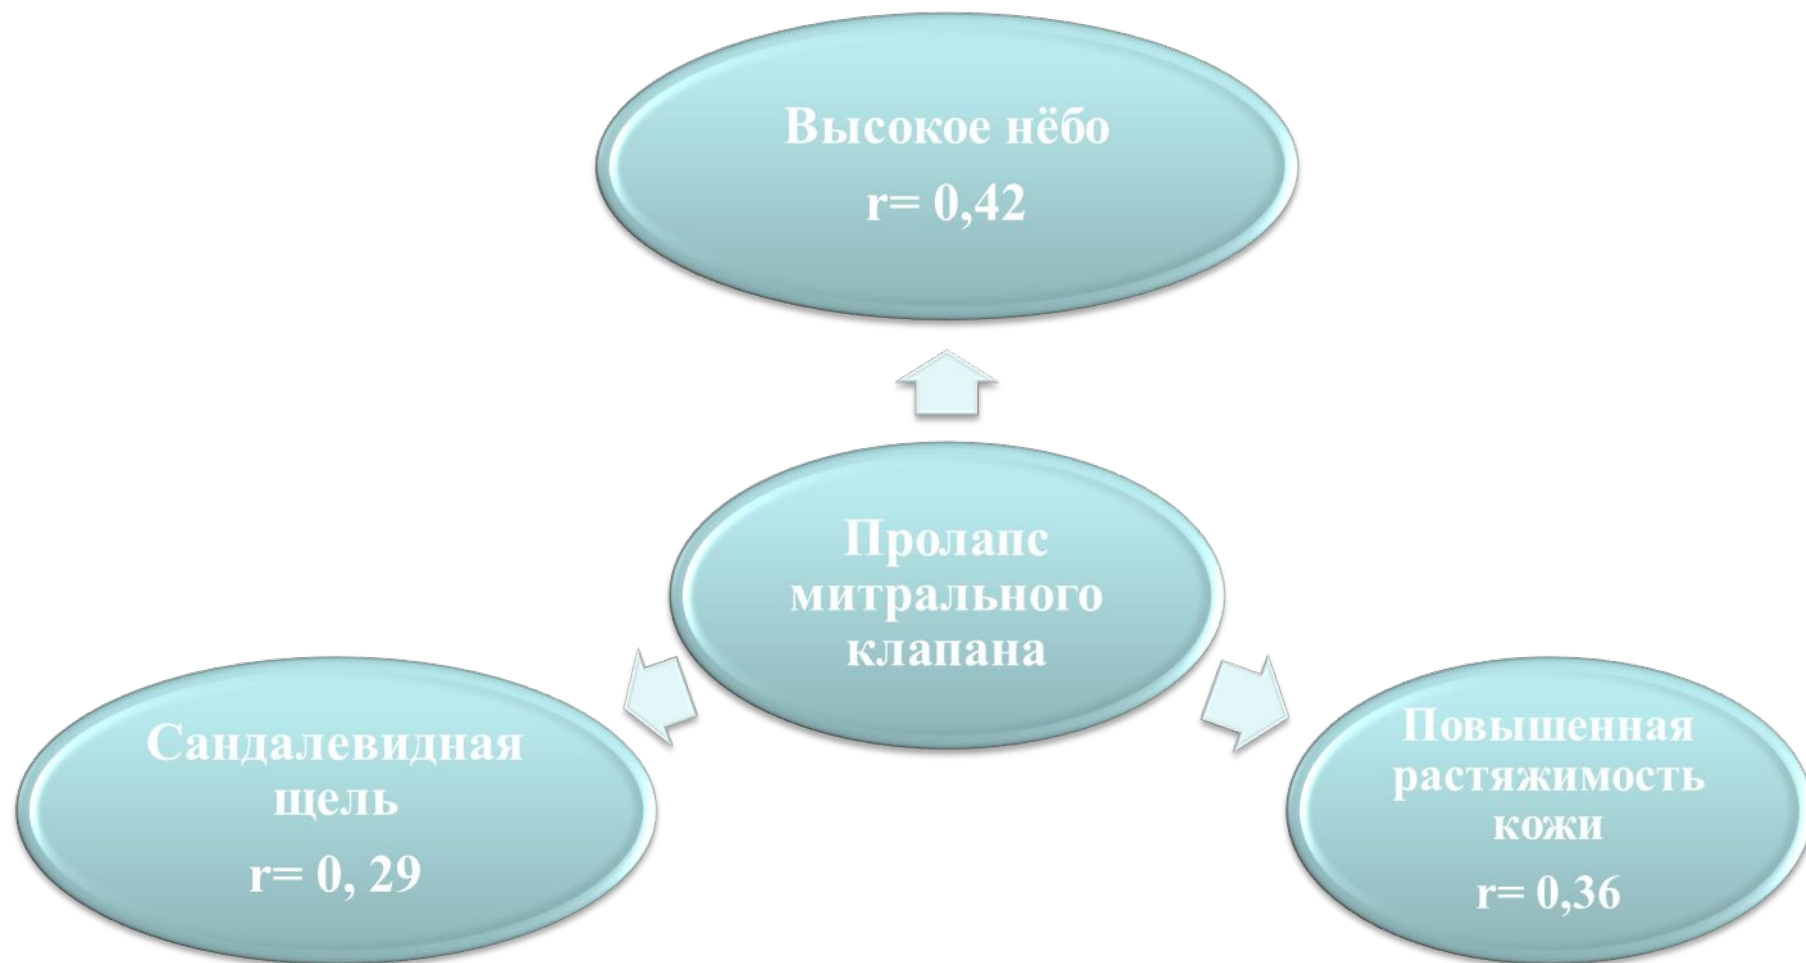 Высокое нёбо
r= 0,42
Пролапс
митрального
клапана
Сандалевидная
щель
r= 0, 29
Повышенная
растяжимость
кожи
r= 0,36